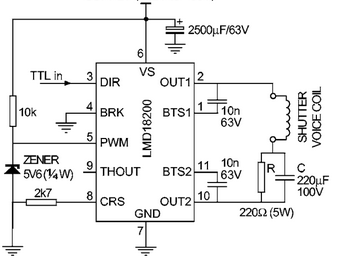 2500µF/63V
6
VS
TTL in
3
DIR
OUT1
2
10k
4
BRK
BTS1
1
10n
63V
5
PWM
LMD18200
SHUTTER
VOICE COIL
ZENER
5V6 (¼W)
9
THOUT
BTS2
11
10n
63V
R
C
220µF
100V
2k7
8
CRS
OUT2
10
220Ω (5W)
GND
7